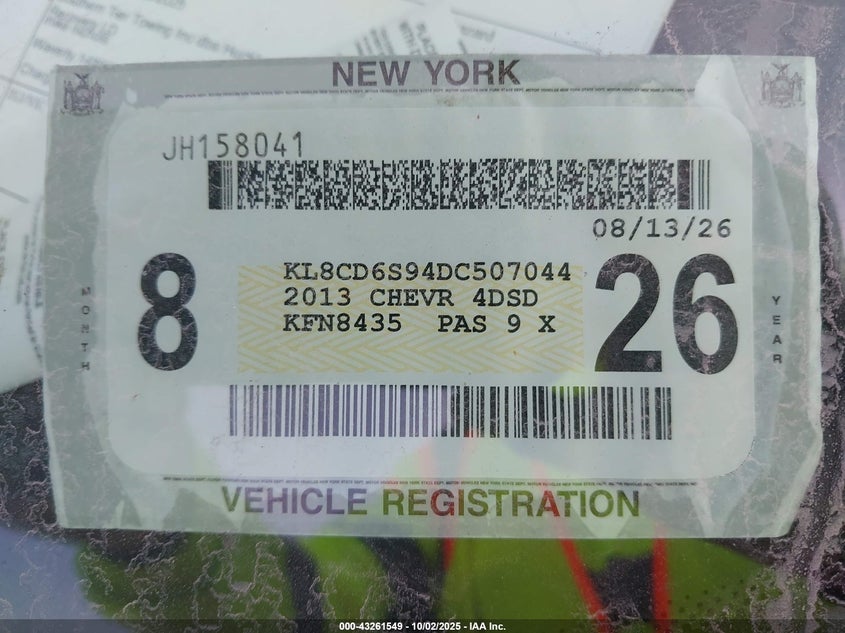 NEW YORK
JH158041
08/13/26
8
MONTH
KL8CD6S94DC507044
2013 CHEVR 4DSD
KFN8435 PAS 9 X
26
YEAR
VEHICLE REGISTRATION
000-43261549 - 10/02/2025 - IAA Inc.